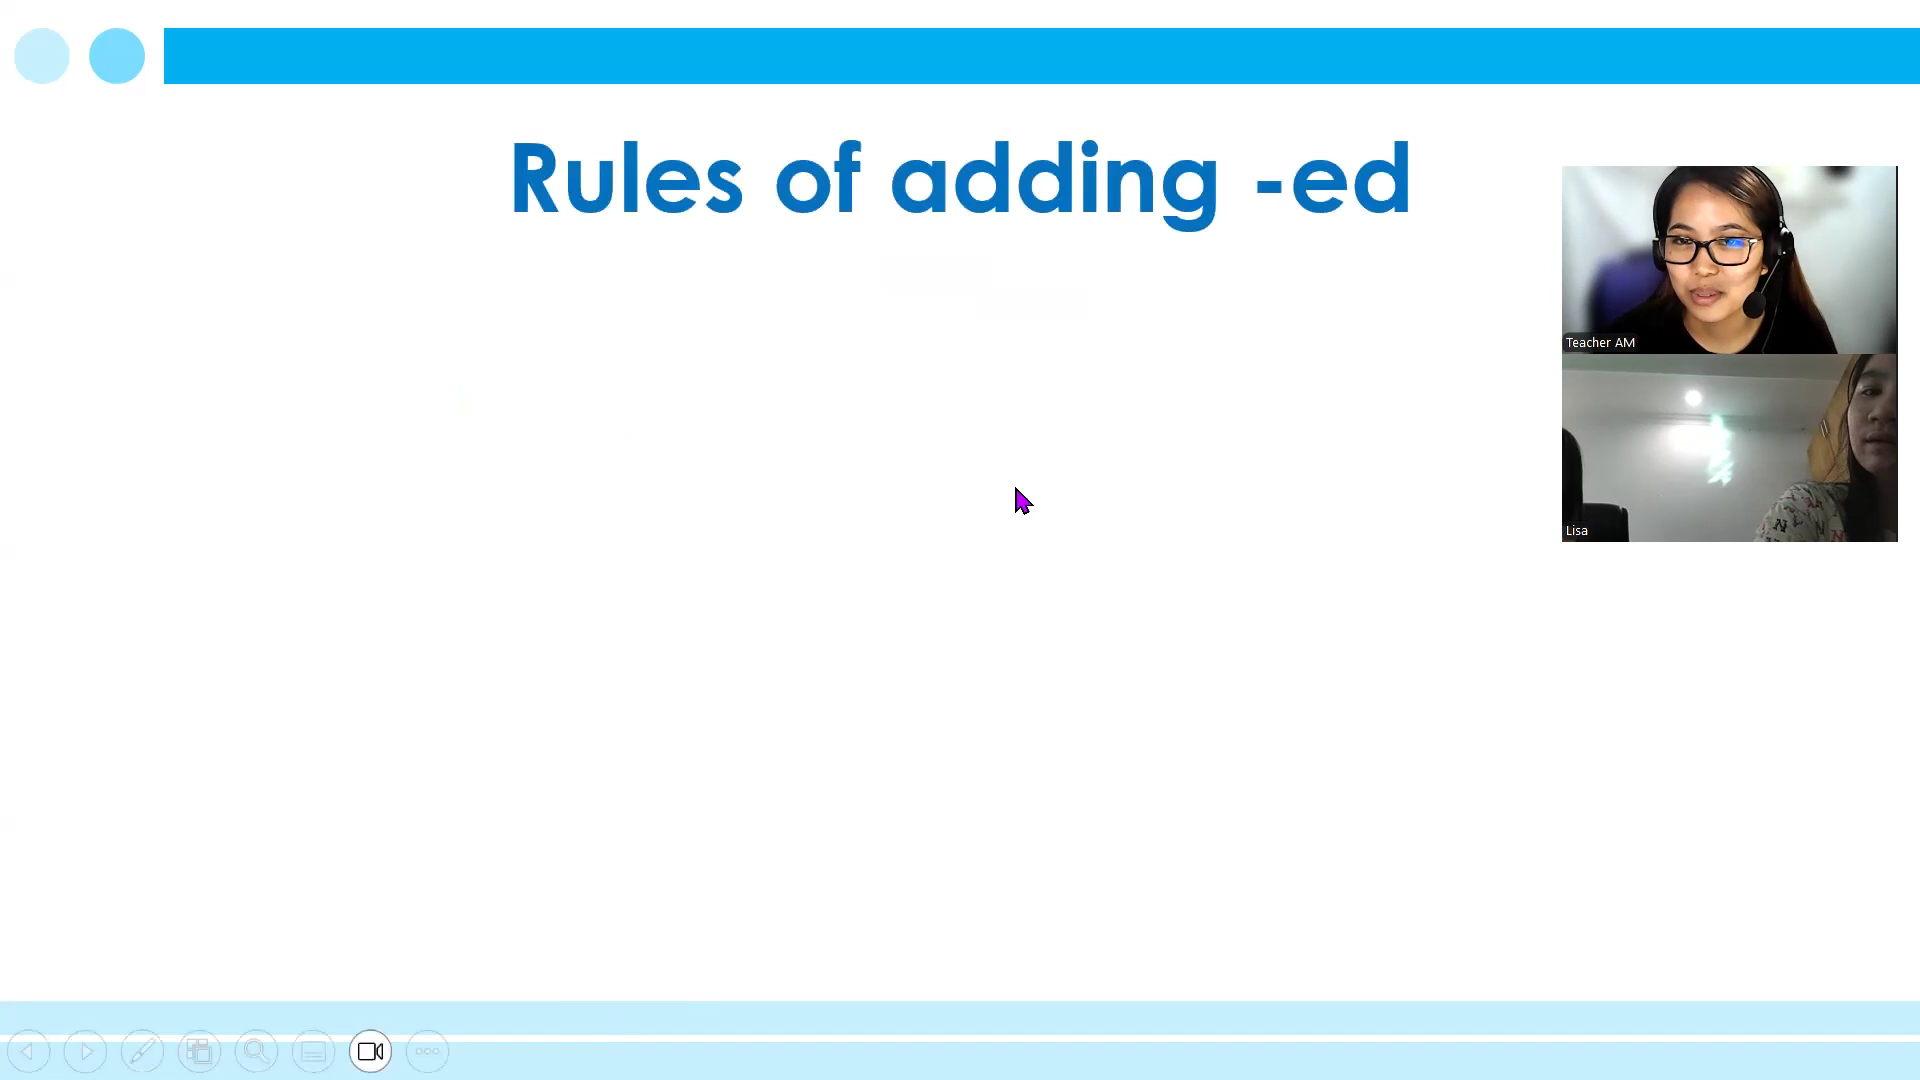 Rules of adding -ed
Teacher AM
Lisa